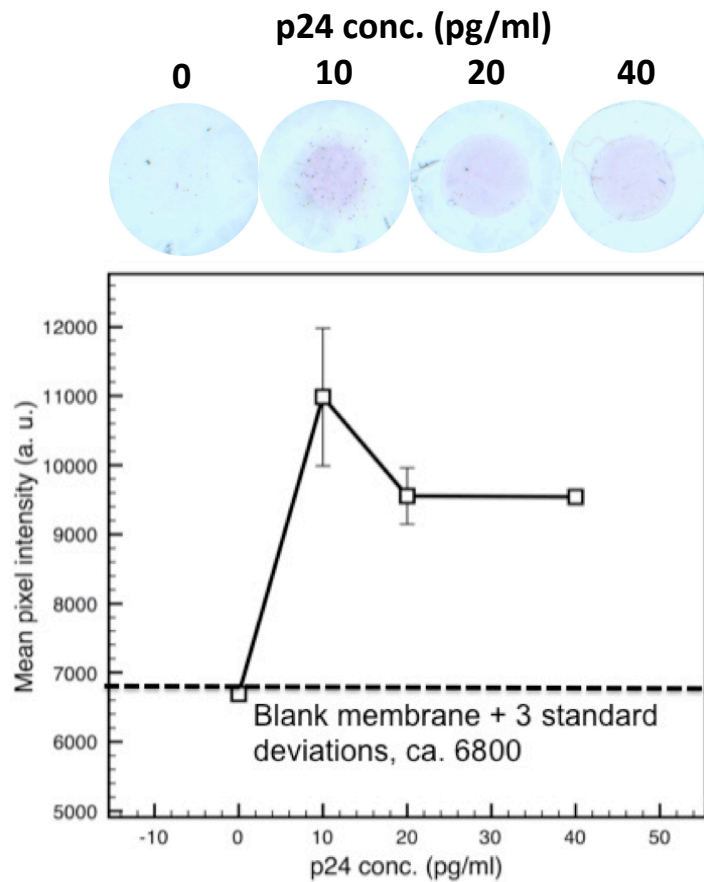 p24 conc. (pg/ml)
0 10 20 40
12000
11000
10000
9000
8000
7000
6000
5000
Mean pixel intensity (a. u.)
Blank membrane + 3 standard
deviations, ca. 6800
-10 0 10 20 30 40 50
p24 conc. (pg/ml)